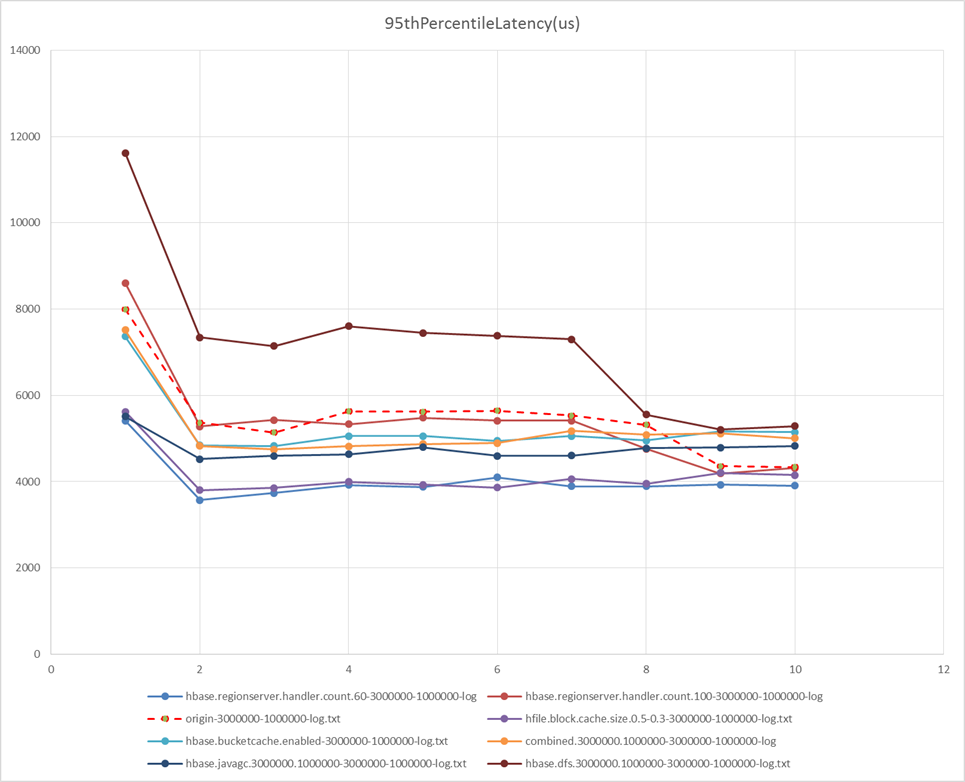 95thPercentileLatency(us)
14000
12000
10000
8000
6000
4000
2000
0
0 2 4 6 8 10 12
hbase.regionserver.handler.count.60-3000000-1000000-log hbase.regionserver.handler.count.100-3000000-1000000-log
origin-3000000-1000000-log.txt hfile.block.cache.size.0.5-0.3-3000000-1000000-log.txt
hbase.bucketcache.enabled-3000000-1000000-log.txt combined.3000000.1000000-3000000-1000000-log
hbase.javagc.3000000.1000000-3000000-1000000-log.txt hbase.dfs.3000000.1000000-3000000-1000000-log.txt